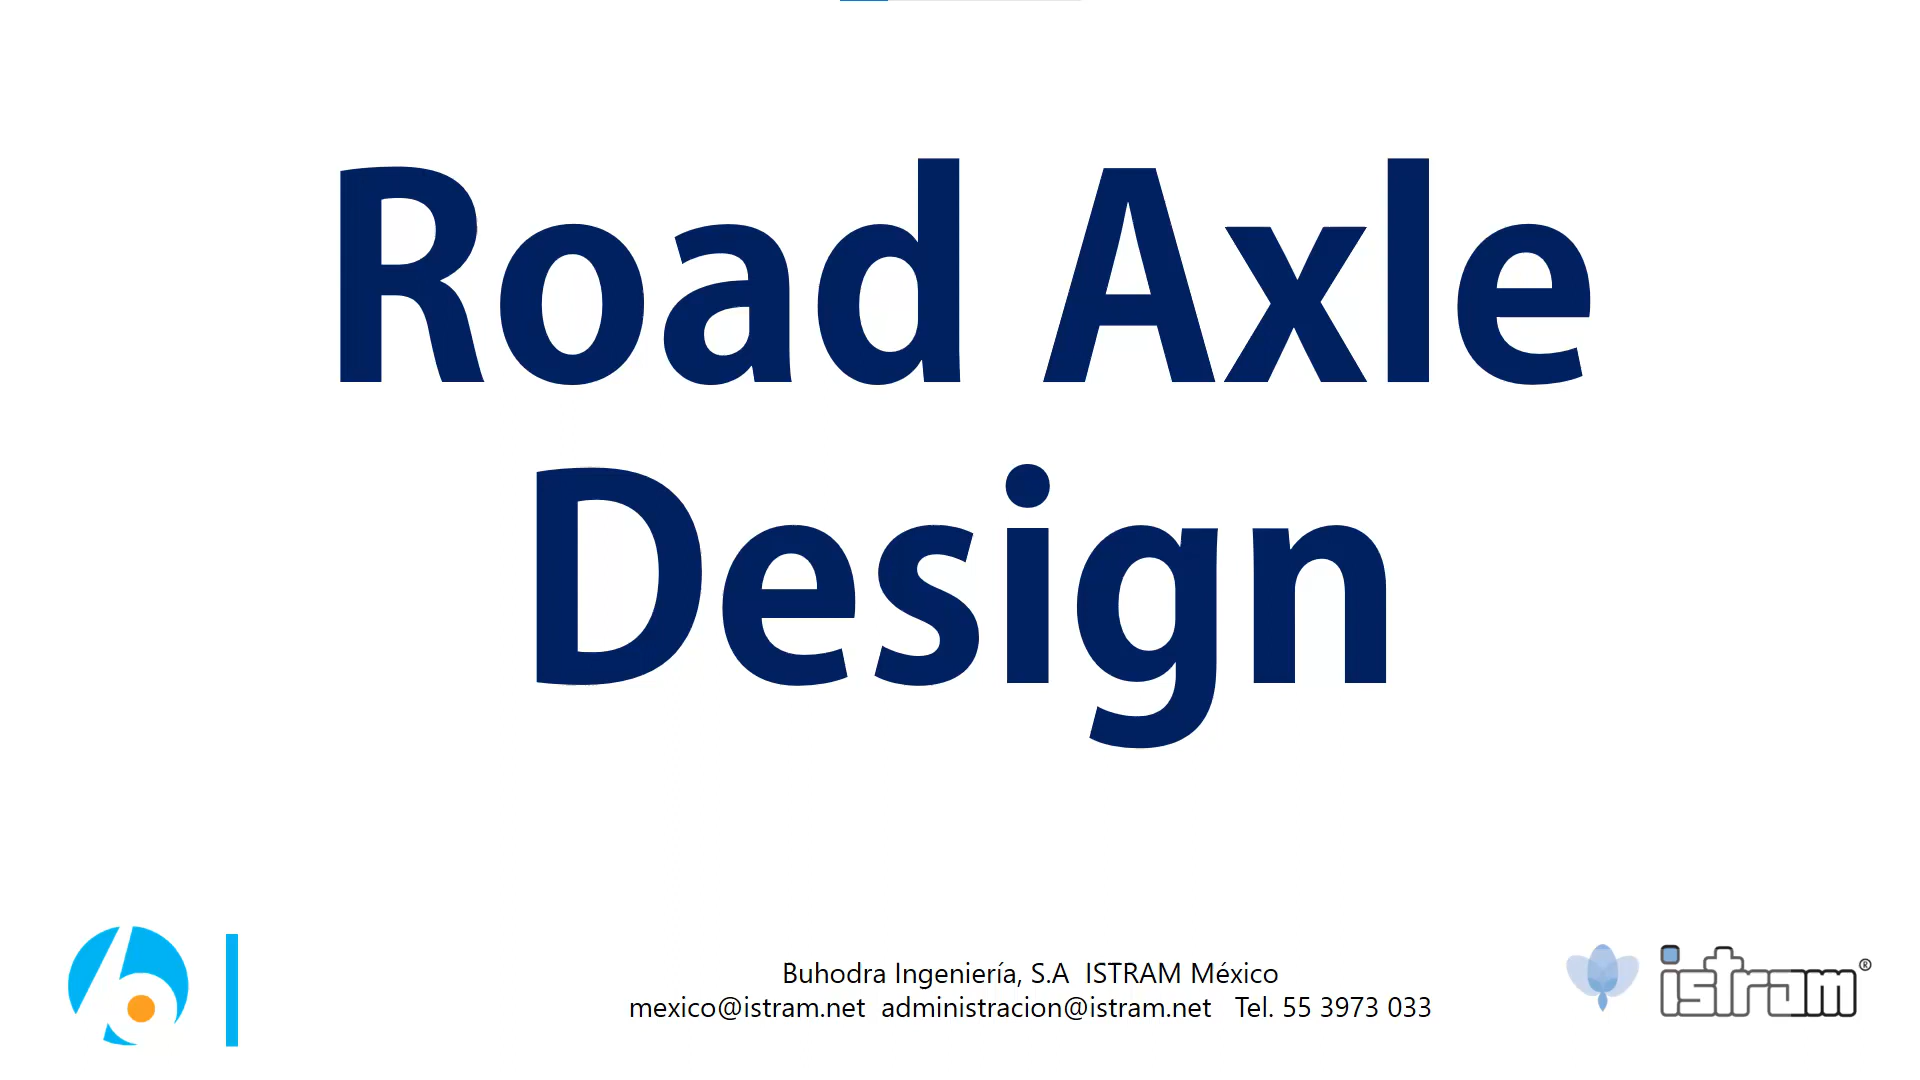 Road Axle
Design
Buhodra Ingeniería, S.A  ISTRAM México
mexico@istram.net  administracion@istram.net   Tel. 55 3973 033
istram®